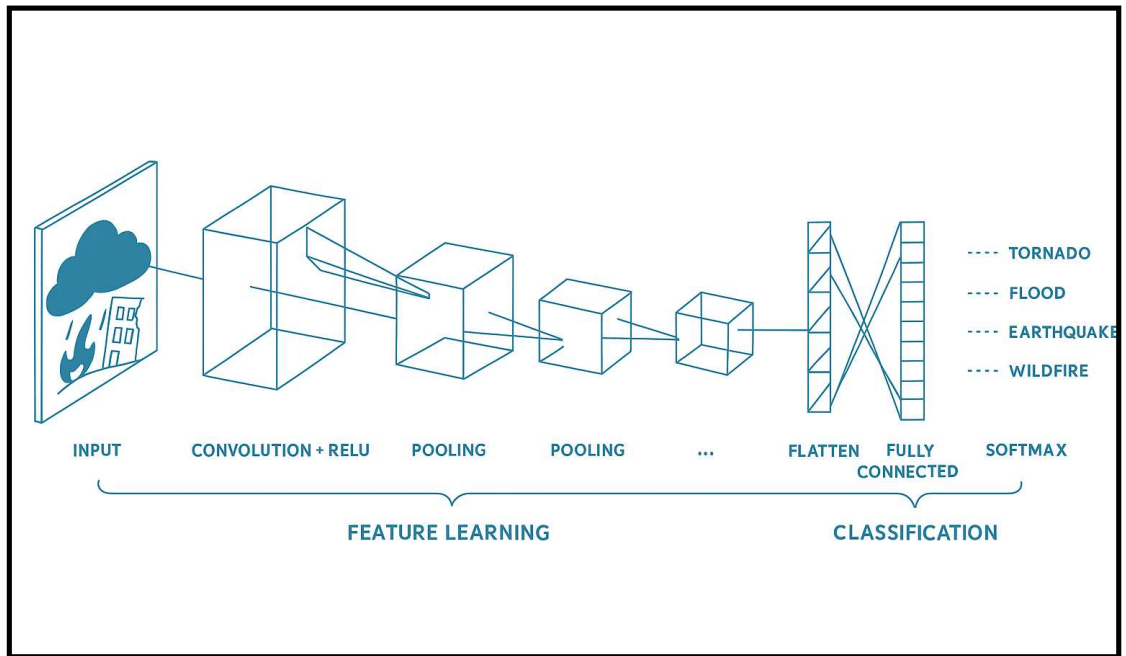 TORNADO
FLOOD
EARTHQUAKE
WILDFIRE
INPUT
CONVOLUTION + RELU
POOLING
POOLING
...
FLATTEN
FULLY
CONNECTED
SOFTMAX
FEATURE LEARNING
CLASSIFICATION